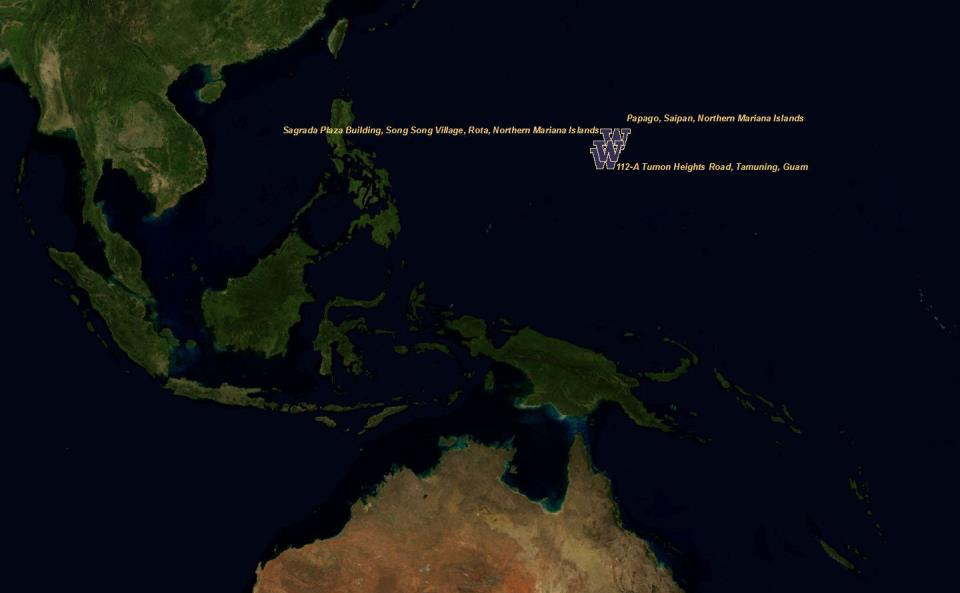 Papago, Saipan, Northern Mariana Islands
Sagrada Plaza Building, Song Song Village, Rota, Northern Mariana Islands
W
W
112-A Tumon Heights Road, Tamuning, Guam